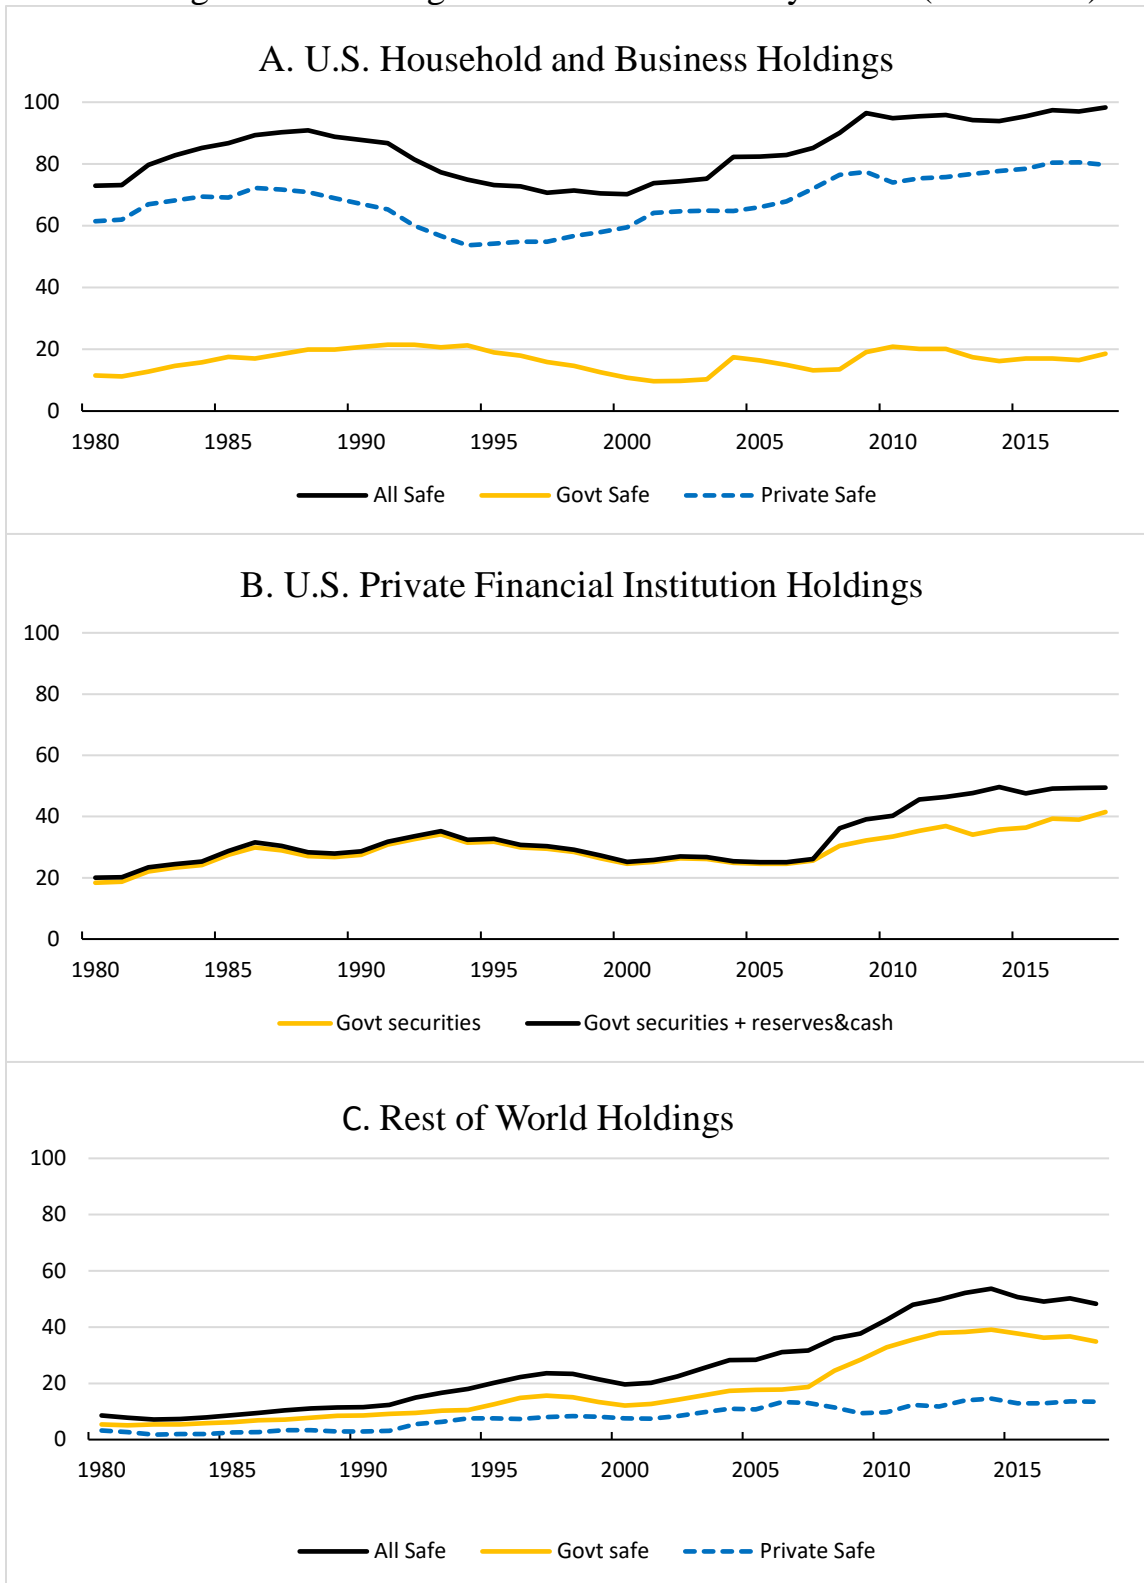 A. U.S. Household and Business Holdings
100
80
60
40
20
0
1980 1985 1990 1995 2000 2005 2010 2015
All Safe Govt Safe Private Safe
B. U.S. Private Financial Institution Holdings
100
80
60
40
20
0
1980 1985 1990 1995 2000 2005 2010 2015
Govt securities Govt securities + reserves&cash
C. Rest of World Holdings
100
80
60
40
20
0
1980 1985 1990 1995 2000 2005 2010 2015
All Safe Govt safe Private Safe